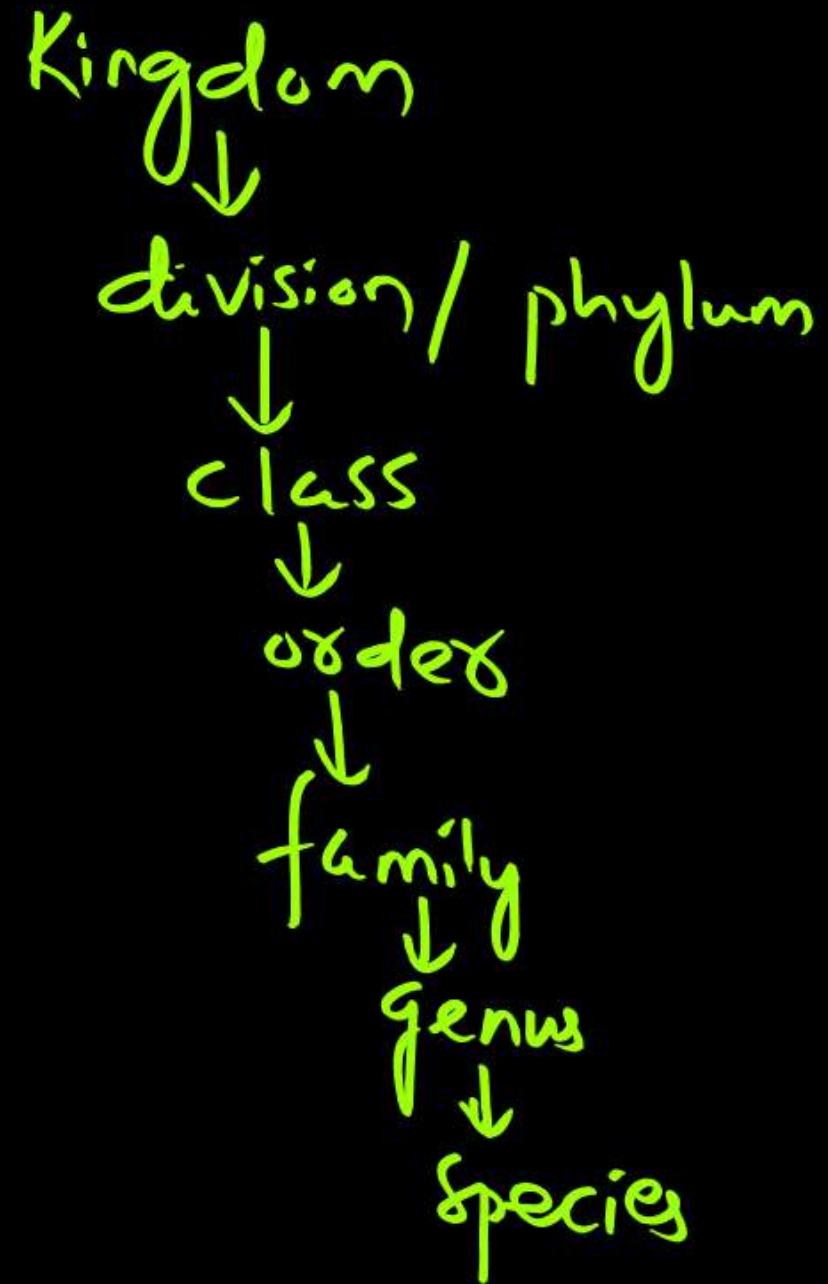 Kingdom
↓
division / phylum
↓
class
↓
order
↓
family
↓
genus
↓
species